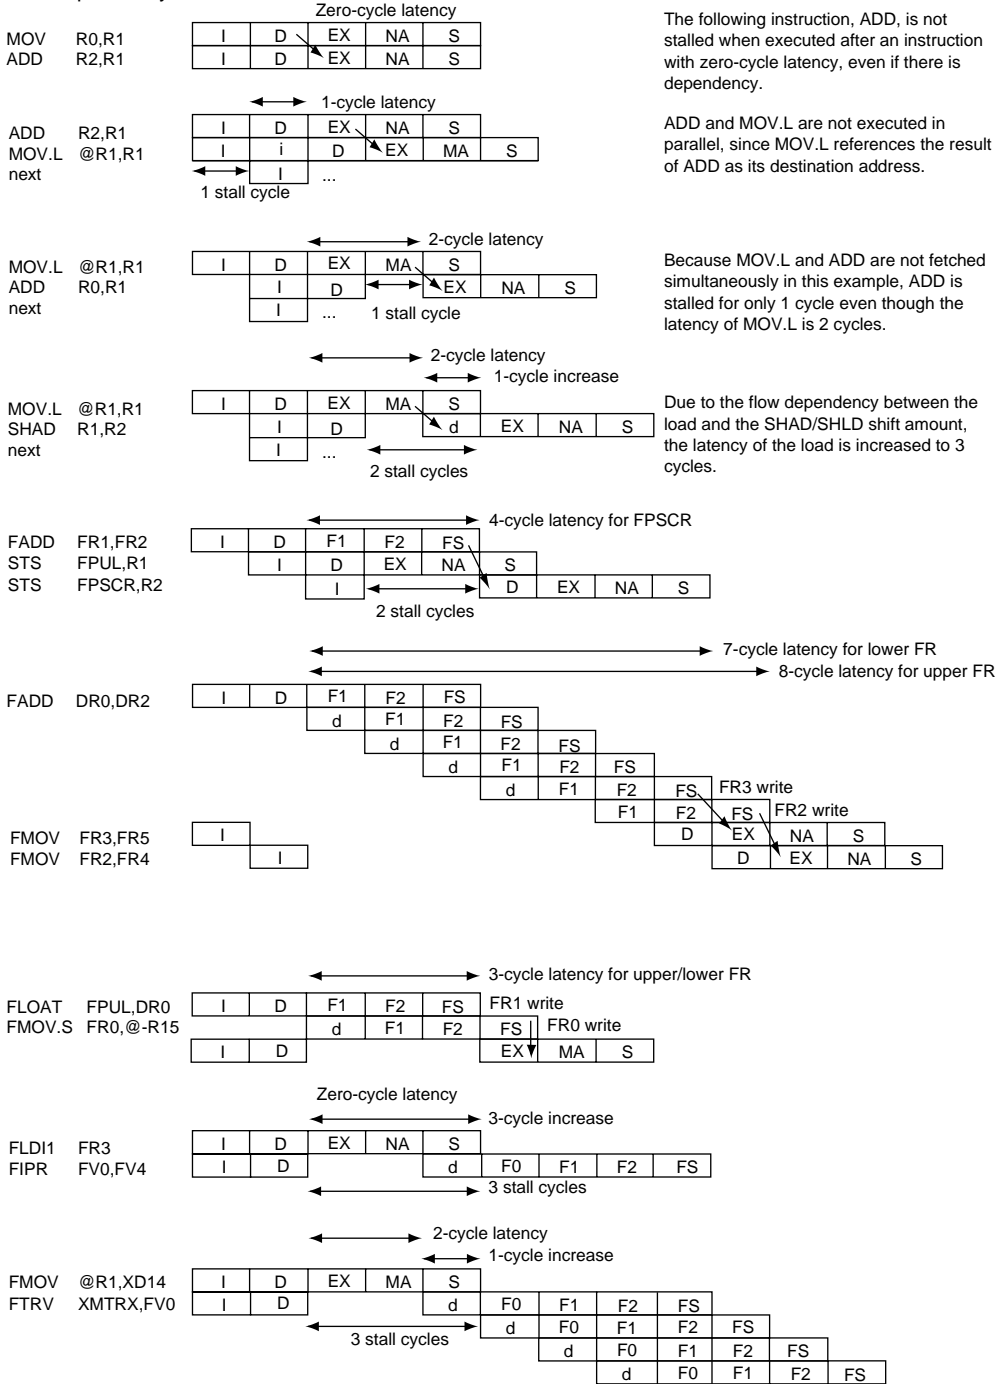 Zero-cycle latency
MOV R0,R1 I D EX NA S
ADD R2,R1 I D EX NA S
The following instruction, ADD, is not
stalled when executed after an instruction
with zero-cycle latency, even if there is
dependency.
1-cycle latency
ADD R2,R1 I D EX NA S
MOV.L @R1,R1 I i D EX MA S
next I ...
1 stall cycle
ADD and MOV.L are not executed in
parallel, since MOV.L references the result
of ADD as its destination address.
2-cycle latency
MOV.L @R1,R1 I D EX MA S
ADD R0,R1 I D EX NA S
next I ... 1 stall cycle
Because MOV.L and ADD are not fetched
simultaneously in this example, ADD is
stalled for only 1 cycle even though the
latency of MOV.L is 2 cycles.
2-cycle latency
1-cycle increase
MOV.L @R1,R1 I D EX MA S
SHAD R1,R2 I D d EX NA S
next I ...
2 stall cycles
Due to the flow dependency between the
load and the SHAD/SHLD shift amount,
the latency of the load is increased to 3
cycles.
4-cycle latency for FPSCR
FADD FR1,FR2 I D F1 F2 FS
STS FPUL,R1 I D EX NA S
STS FPSCR,R2 I D EX NA S
2 stall cycles
7-cycle latency for lower FR
8-cycle latency for upper FR
FADD DR0,DR2 I D F1 F2 FS
d F1 F2 FS
d F1 F2 FS
d F1 F2 FS
d F1 F2 FS FR3 write
F1 F2 FS FR2 write
FMOV FR3,FR5 I D EX NA S
FMOV FR2,FR4 I D EX NA S
3-cycle latency for upper/lower FR
FLOAT FPUL,DR0 I D F1 F2 FS FR1 write
FMOV.S FR0,@-R15 d F1 F2 FS FR0 write
I D EX MA S
Zero-cycle latency
3-cycle increase
FLDI1 FR3 I D EX NA S
FIPR FV0,FV4 I D d F0 F1 F2 FS
3 stall cycles
2-cycle latency
1-cycle increase
FMOV @R1,XD14 I D EX MA S
FTRV XMTRX,FV0 I D d F0 F1 F2 FS
3 stall cycles d F0 F1 F2 FS
d F0 F1 F2 FS
d F0 F1 F2 FS